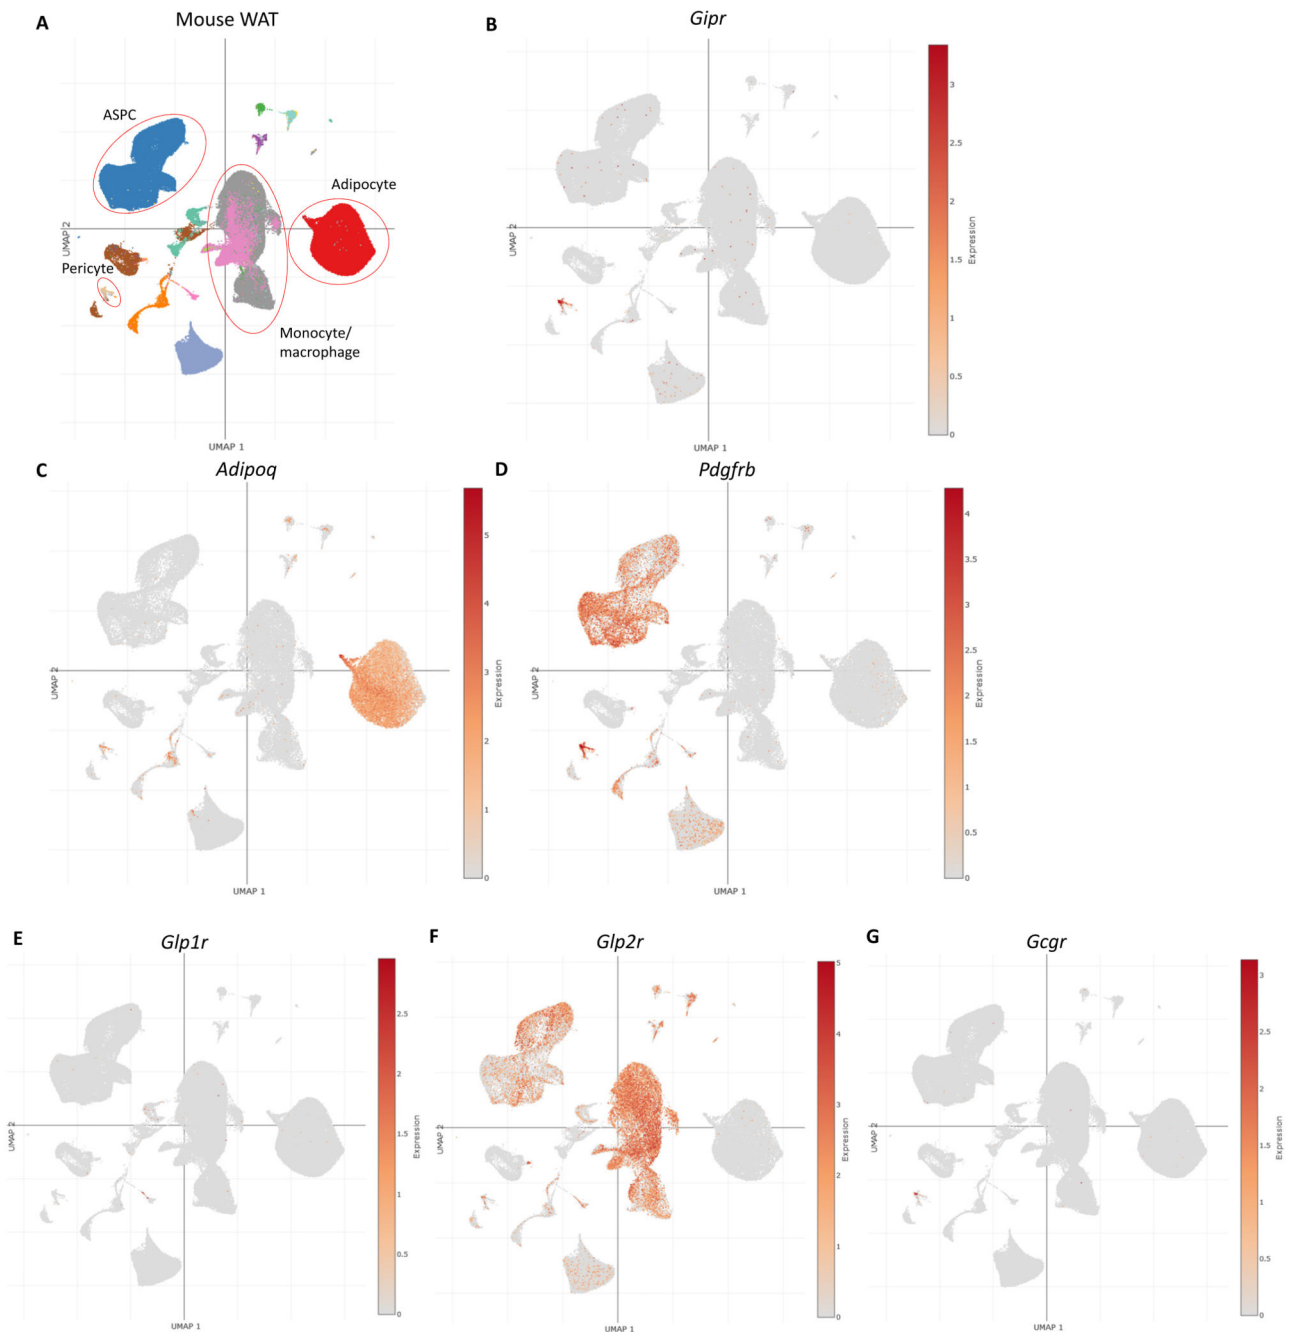 A
Mouse WAT
ASPC
Adipocyte
UMAP 2
Pericyte
Monocyte/
macrophage
UMAP 1
B
Gipr
UMAP 2
UMAP 1
3
2.5
2
1.5
1
0.5
0
Expression
C
Adipoq
UMAP 2
UMAP 1
5
4
3
2
1
0
Expression
D
Pdgfrb
UMAP 2
UMAP 1
4
3.5
3
2.5
2
1.5
1
0.5
0
Expression
E
Glp1r
UMAP 2
UMAP 1
2.5
2
1.5
1
0.5
0
Expression
F
Glp2r
UMAP 2
UMAP 1
5
4
3
2
1
0
Expression
G
Gcgr
UMAP 2
UMAP 1
3
2.5
2
1.5
1
0.5
0
Expression